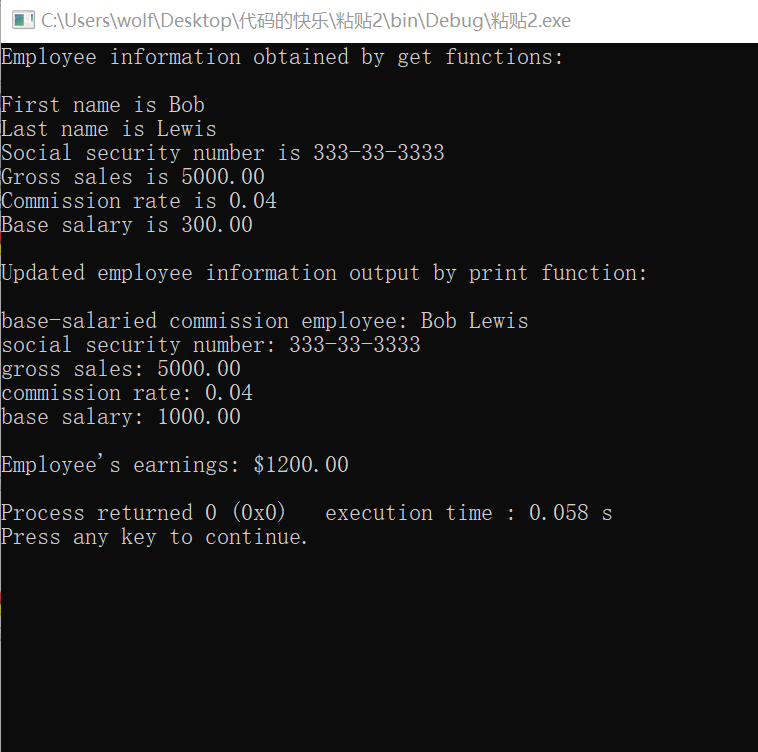 C:\Users\wolf\Desktop\代码的快乐\粘贴2\bin\Debug\粘贴2.exe
Employee information obtained by get functions:
First name is Bob
Last name is Lewis
Social security number is 333-33-3333
Gross sales is 5000.00
Commission rate is 0.04
Base salary is 300.00
Updated employee information output by print function:
base-salaried commission employee: Bob Lewis
social security number: 333-33-3333
gross sales: 5000.00
commission rate: 0.04
base salary: 1000.00
Employee's earnings: $1200.00
Process returned 0 (0x0)   execution time : 0.058 s
Press any key to continue.